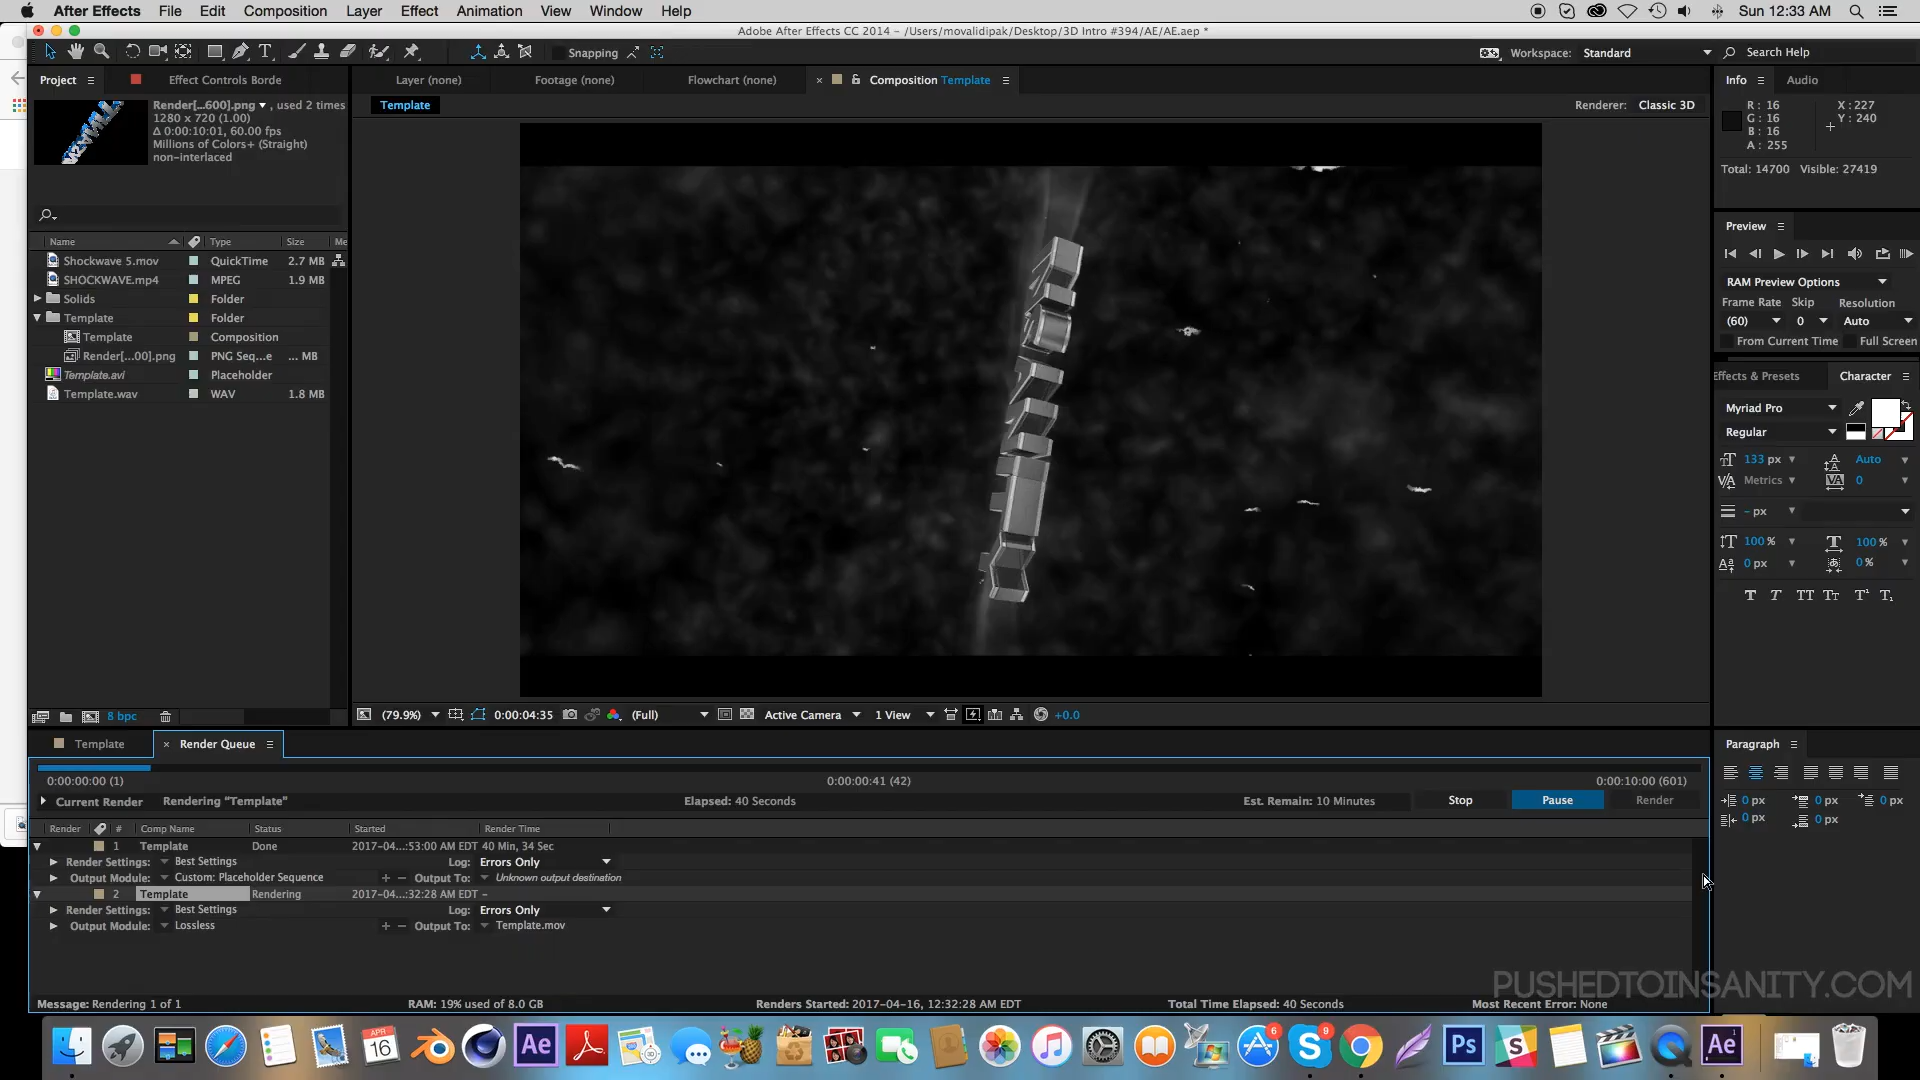 After Effects File Edit Composition Layer Effect Animation View Window Help Sun 12:33 AM
Adobe After Effects CC 2014 – /Users/movalidipak/Desktop/3D Intro #394/AE/AE.aep *
Snapping Workspace: Standard Search Help
Project Effect Controls Borde Layer (none) Footage (none) Flowchart (none) × Composition Template Info Audio
Render[...600].png ▼ , used 2 times
1280 x 720 (1.00)
Δ 0:00:10:01, 60.00 fps
Millions of Colors+ (Straight)
non-interlaced
Template Renderer: Classic 3D
R: 16 X: 227
G: 16 Y: 240
B: 16
A: 255
Total: 14700 Visible: 27419
Preview
RAM Preview Options
Frame Rate Skip Resolution
(60) 0 Auto
From Current Time Full Screen
Name Type Size Me
Shockwave 5.mov QuickTime 2.7 MB
SHOCKWAVE.mp4 MPEG 1.9 MB
Solids Folder
Template Folder
Template Composition
Render[...00].png PNG Seq...e ... MB
Template.avi Placeholder
Template.wav WAV 1.8 MB
Effects & Presets Character
Myriad Pro
Regular
133 px Auto
Metrics 0
– px
100 % 100 %
0 px 0 %
T T TT Tt T¹ T₁
8 bpc
(79.9%) 0:00:04:35 (Full) Active Camera 1 View +0.0
Template × Render Queue
0:00:00:00 (1) 0:00:00:41 (42) 0:00:10:00 (601)
Current Render Rendering "Template" Elapsed: 40 Seconds Est. Remain: 10 Minutes Stop Pause Render
Render # Comp Name Status Started Render Time
1 Template Done 2017-04...:53:00 AM EDT 40 Min, 34 Sec
Render Settings: Best Settings Log: Errors Only
Output Module: Custom: Placeholder Sequence + – Output To: Unknown output destination
2 Template Rendering 2017-04...:32:28 AM EDT –
Render Settings: Best Settings Log: Errors Only
Output Module: Lossless + – Output To: Template.mov
Paragraph
0 px 0 px 0 px
0 px 0 px
PUSHEDTOINSANITY.COM
Message: Rendering 1 of 1 RAM: 19% used of 8.0 GB Renders Started: 2017-04-16, 12:32:28 AM EDT Total Time Elapsed: 40 Seconds Most Recent Error: None
APR
16
Ae
3D
6
9
Ps
S
Ae